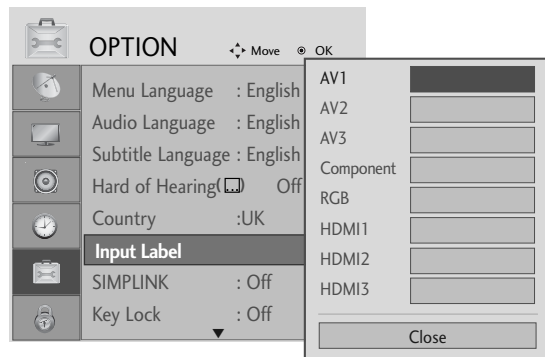 OPTION
Move OK
Menu Language : English
Audio Language : English
Subtitle Language : English
Hard of Hearing( ) Off
Country :UK
Input Label
SIMPLINK : Off
Key Lock : Off
AV1
AV2
AV3
Component
RGB
HDMI1
HDMI2
HDMI3
Close